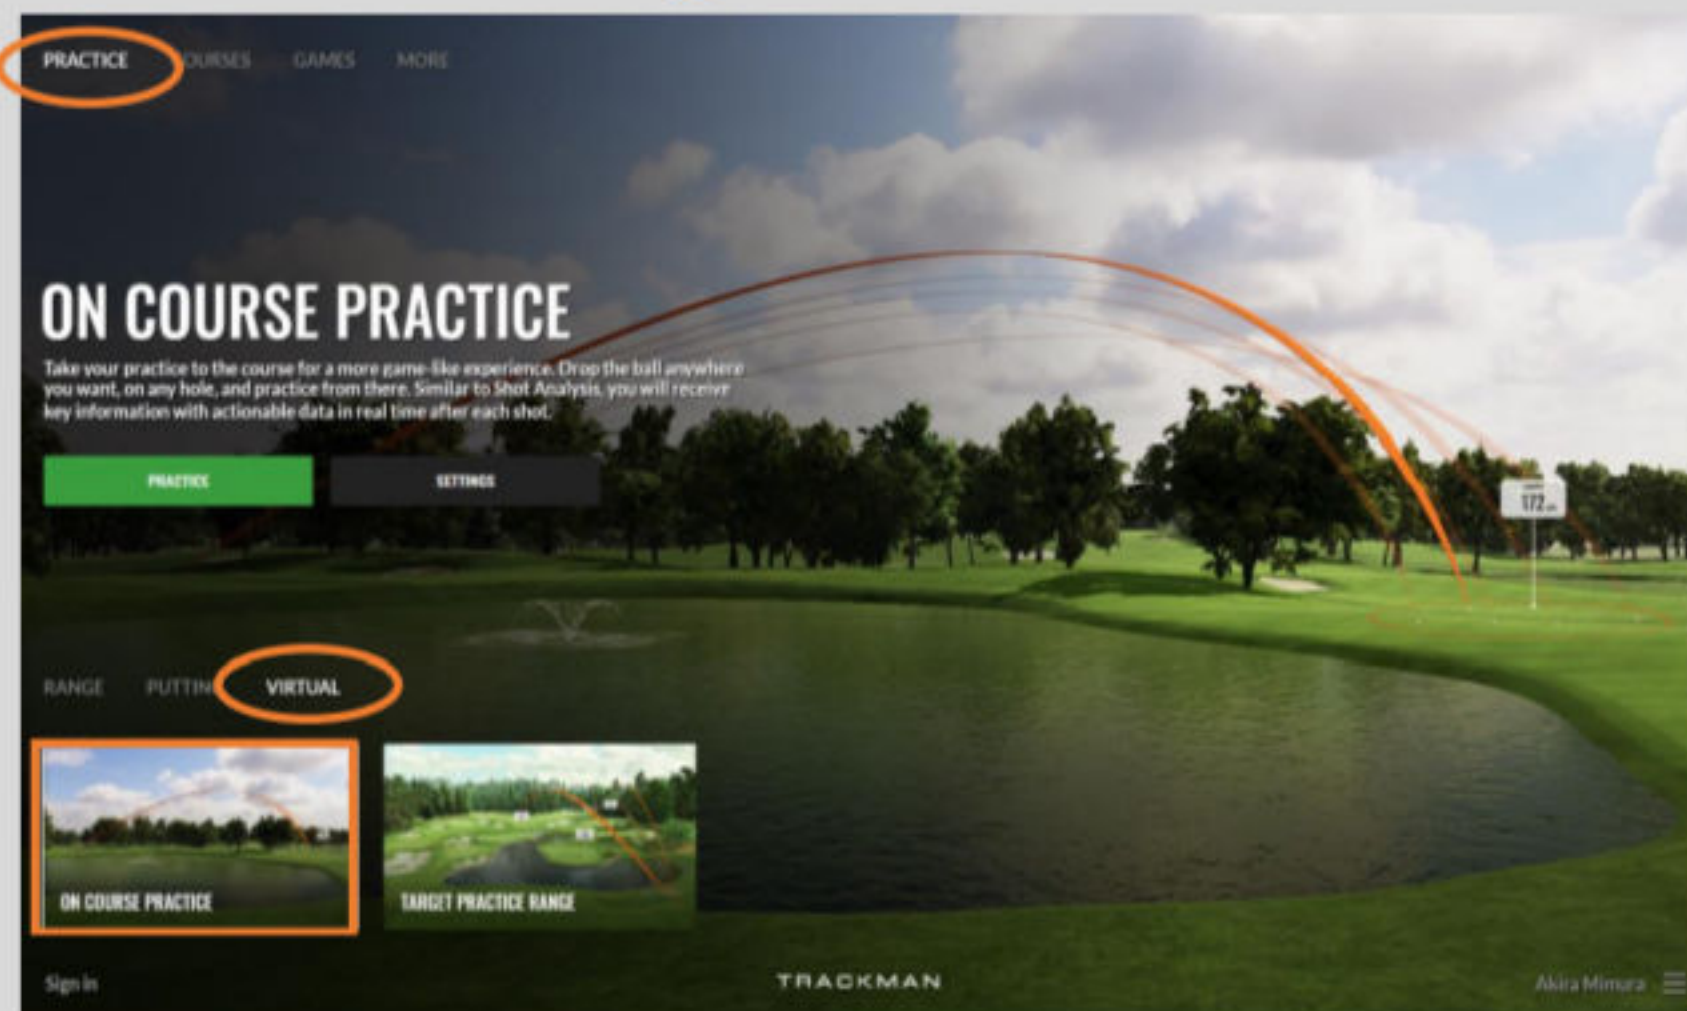 PRACTICE COURSES GAMES MORE
ON COURSE PRACTICE
Take your practice to the course for a more game-like experience. Drop the ball anywhere
you want, on any hole, and practice from there. Similar to Shot Analysis, you will receive
key information with actionable data in real time after each shot.
PRACTICE SETTINGS
172
RANGE PUTTING VIRTUAL
ON COURSE PRACTICE TARGET PRACTICE RANGE
Sign in TRACKMAN Akira Mimura